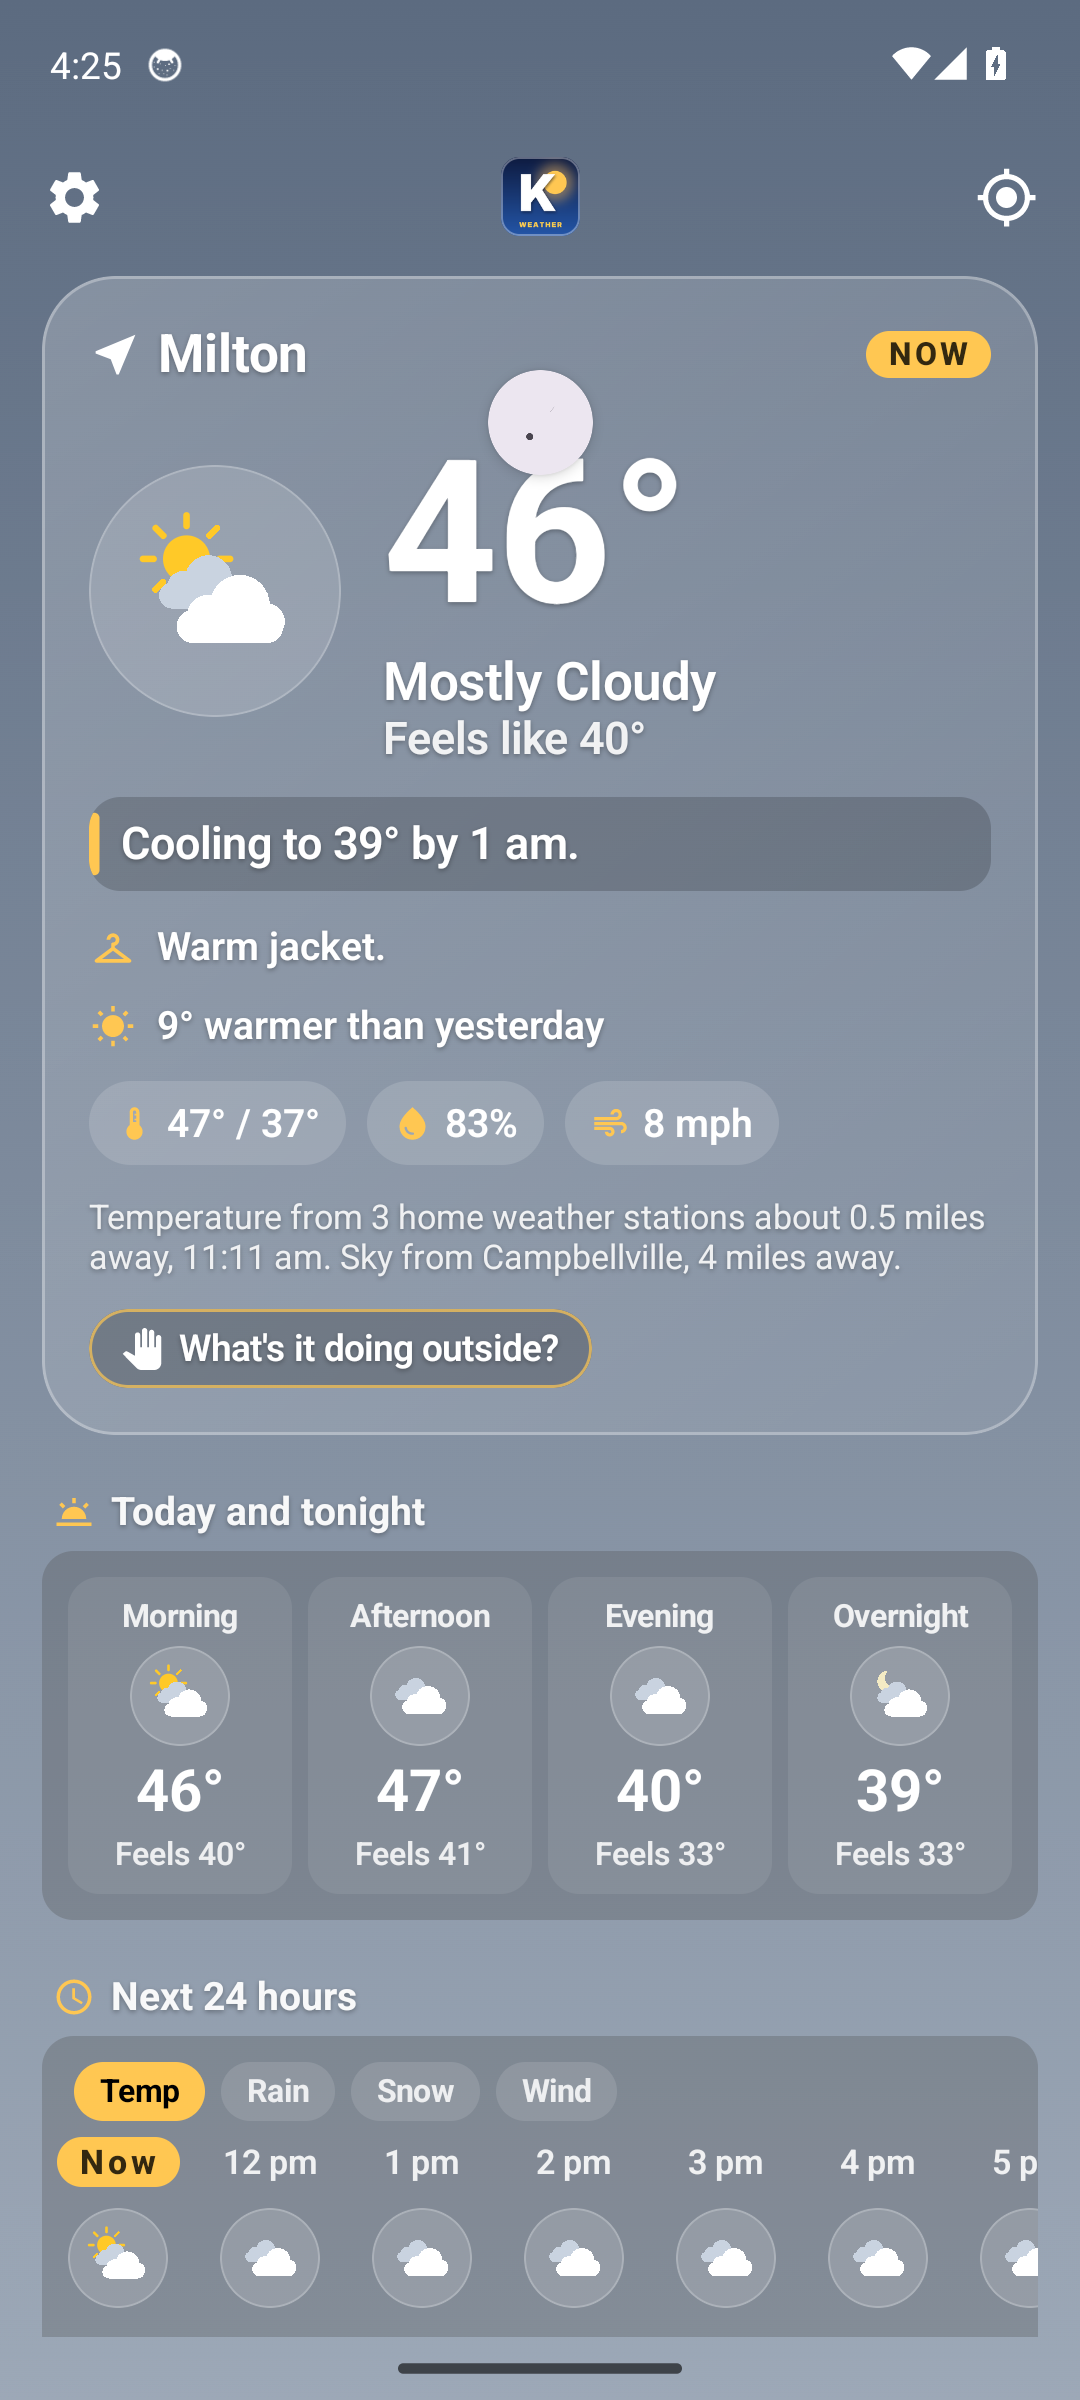 4:25
K
WEATHER
Milton
NOW
46°
Mostly Cloudy
Feels like 40°
Cooling to 39° by 1 am.
Warm jacket.
9° warmer than yesterday
47° / 37°
83%
8 mph
Temperature from 3 home weather stations about 0.5 miles
away, 11:11 am. Sky from Campbellville, 4 miles away.
What's it doing outside?
Today and tonight
Morning
Afternoon
Evening
Overnight
46°
47°
40°
39°
Feels 40°
Feels 41°
Feels 33°
Feels 33°
Next 24 hours
Temp
Rain
Snow
Wind
Now
12 pm
1 pm
2 pm
3 pm
4 pm
5 p